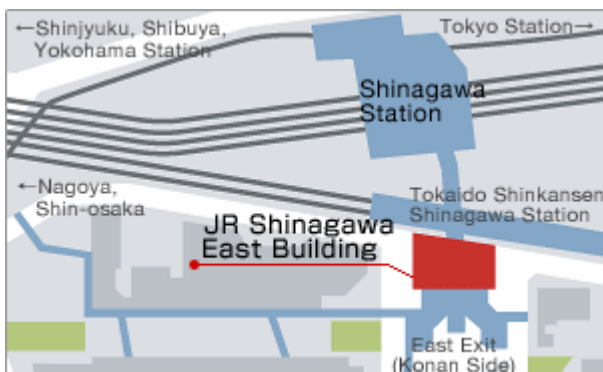 ←Shinjyuku, Shibuya,
Yokohama Station
Tokyo Station→
Shinagawa
Station
←Nagoya,
Shin-osaka
Tokaido Shinkansen
Shinagawa Station
JR Shinagawa
East Building
East Exit
(Konan Side)